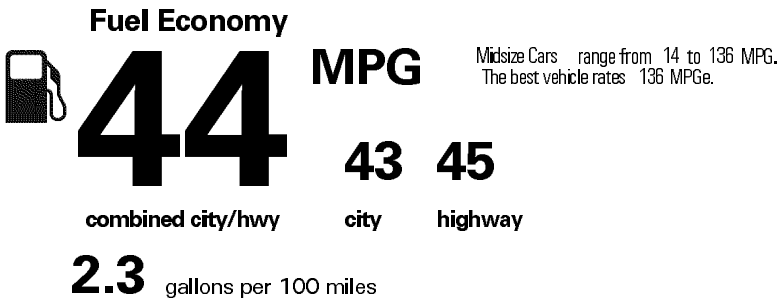 Fuel Economy
44 MPG
Midsize Cars range from 14 to 136 MPG.
The best vehicle rates 136 MPGe.
43 45
combined city/hwy city highway
2.3 gallons per 100 miles